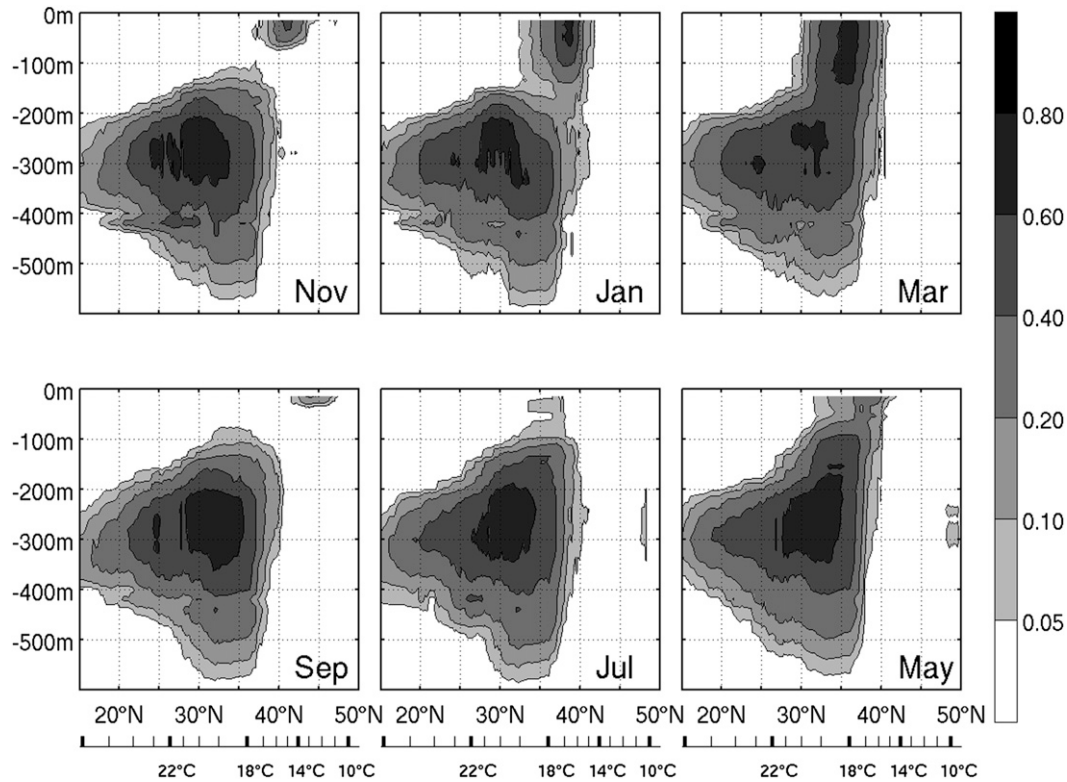 0m
-100m
-200m
-300m
-400m
-500m
Nov
Jan
Mar
0.80
0.60
0.40
0.20
0.10
0.05
0m
-100m
-200m
-300m
-400m
-500m
Sep
Jul
May
20°N 30°N 40°N 50°N 20°N 30°N 40°N 50°N 20°N 30°N 40°N 50°N
22°C 18°C 14°C 10°C 22°C 18°C 14°C 10°C 22°C 18°C 14°C 10°C